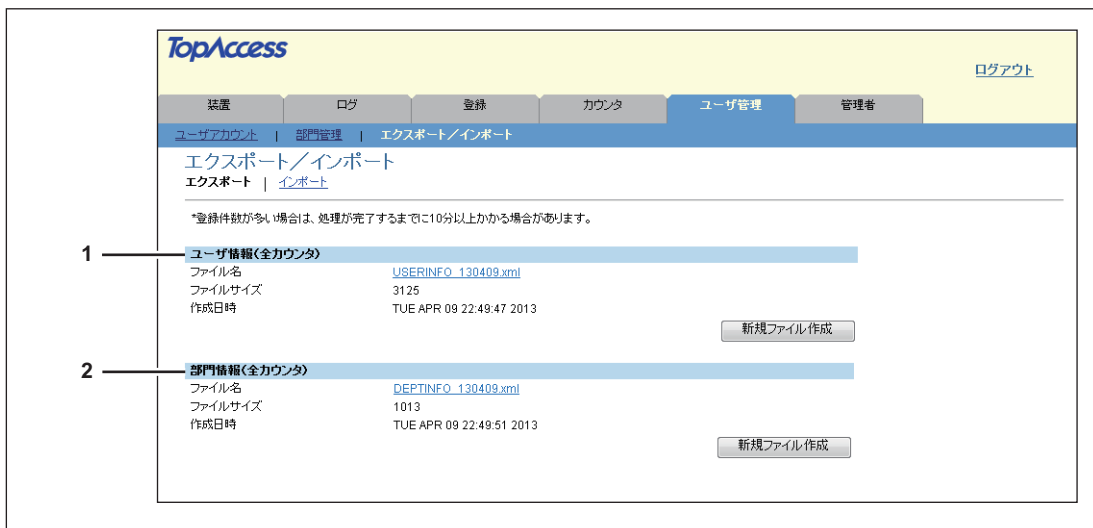 TopAccess
ログアウト
装置 ログ 登録 カウンタ ユーザ管理 管理者
ユーザアカウント | 部門管理 | エクスポート／インポート
エクスポート／インポート
エクスポート | インポート
*登録件数が多い場合は、処理が完了するまでに10分以上かかる場合があります。
1 ユーザ情報(全カウンタ)
ファイル名 USERINFO_130409.xml
ファイルサイズ 3125
作成日時 TUE APR 09 22:49:47 2013
新規ファイル作成
2 部門情報(全カウンタ)
ファイル名 DEPTINFO_130409.xml
ファイルサイズ 1013
作成日時 TUE APR 09 22:49:51 2013
新規ファイル作成